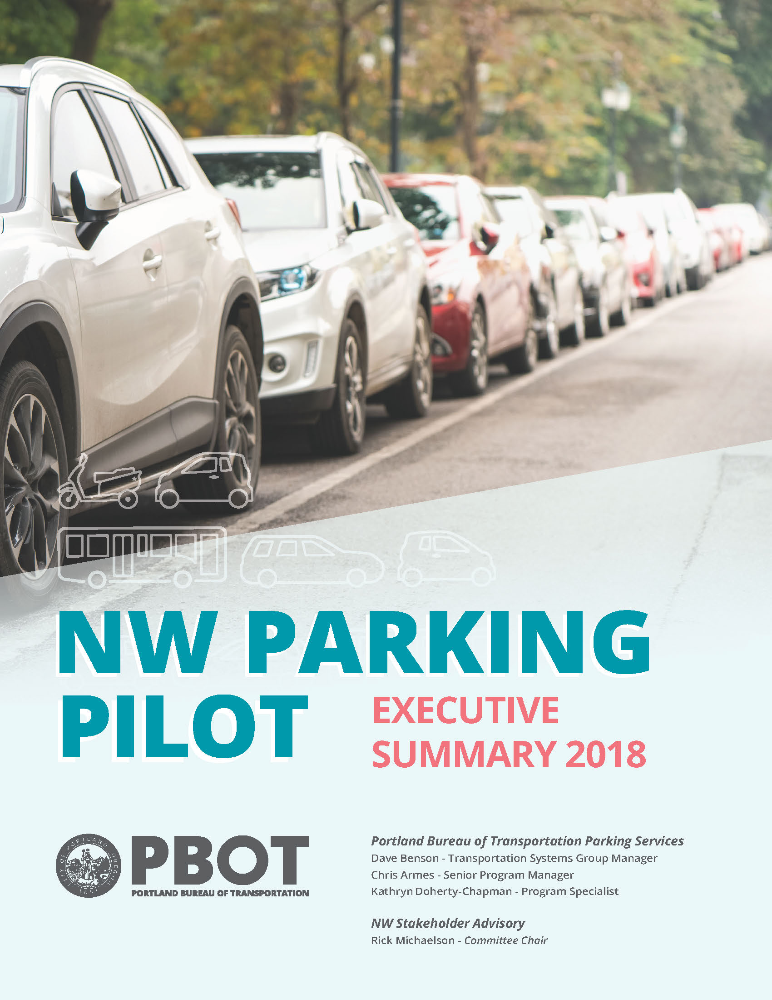 NW PARKING
PILOT
EXECUTIVE
SUMMARY 2018
CITY OF PORTLAND OREGON
1851
PBOT
PORTLAND BUREAU OF TRANSPORTATION
Portland Bureau of Transportation Parking Services
Dave Benson - Transportation Systems Group Manager
Chris Armes - Senior Program Manager
Kathryn Doherty-Chapman - Program Specialist
NW Stakeholder Advisory
Rick Michaelson - Committee Chair